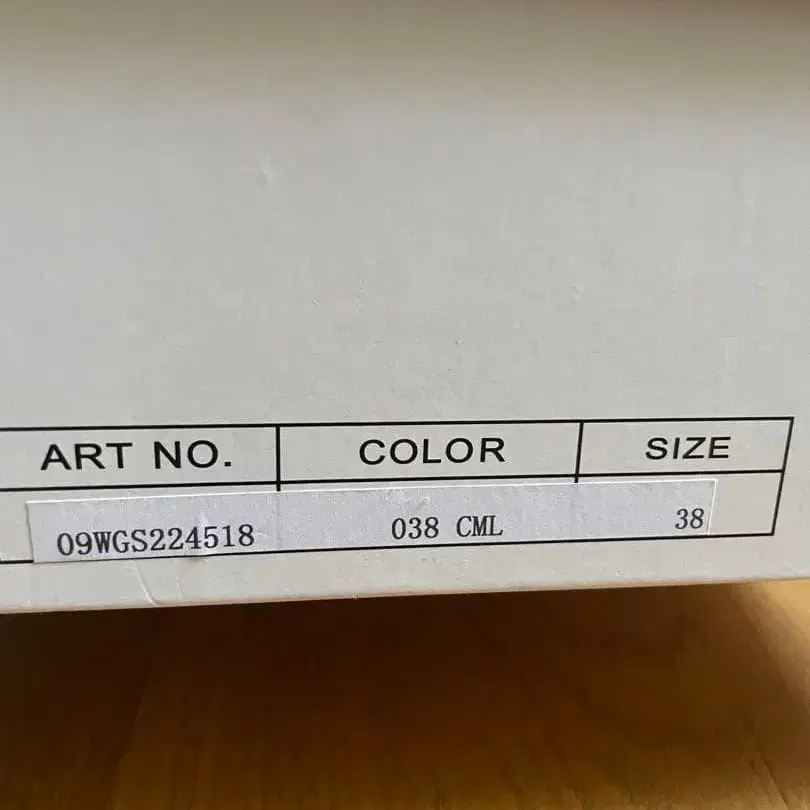 ART NO. COLOR SIZE
09WGS224518 038 CML 38